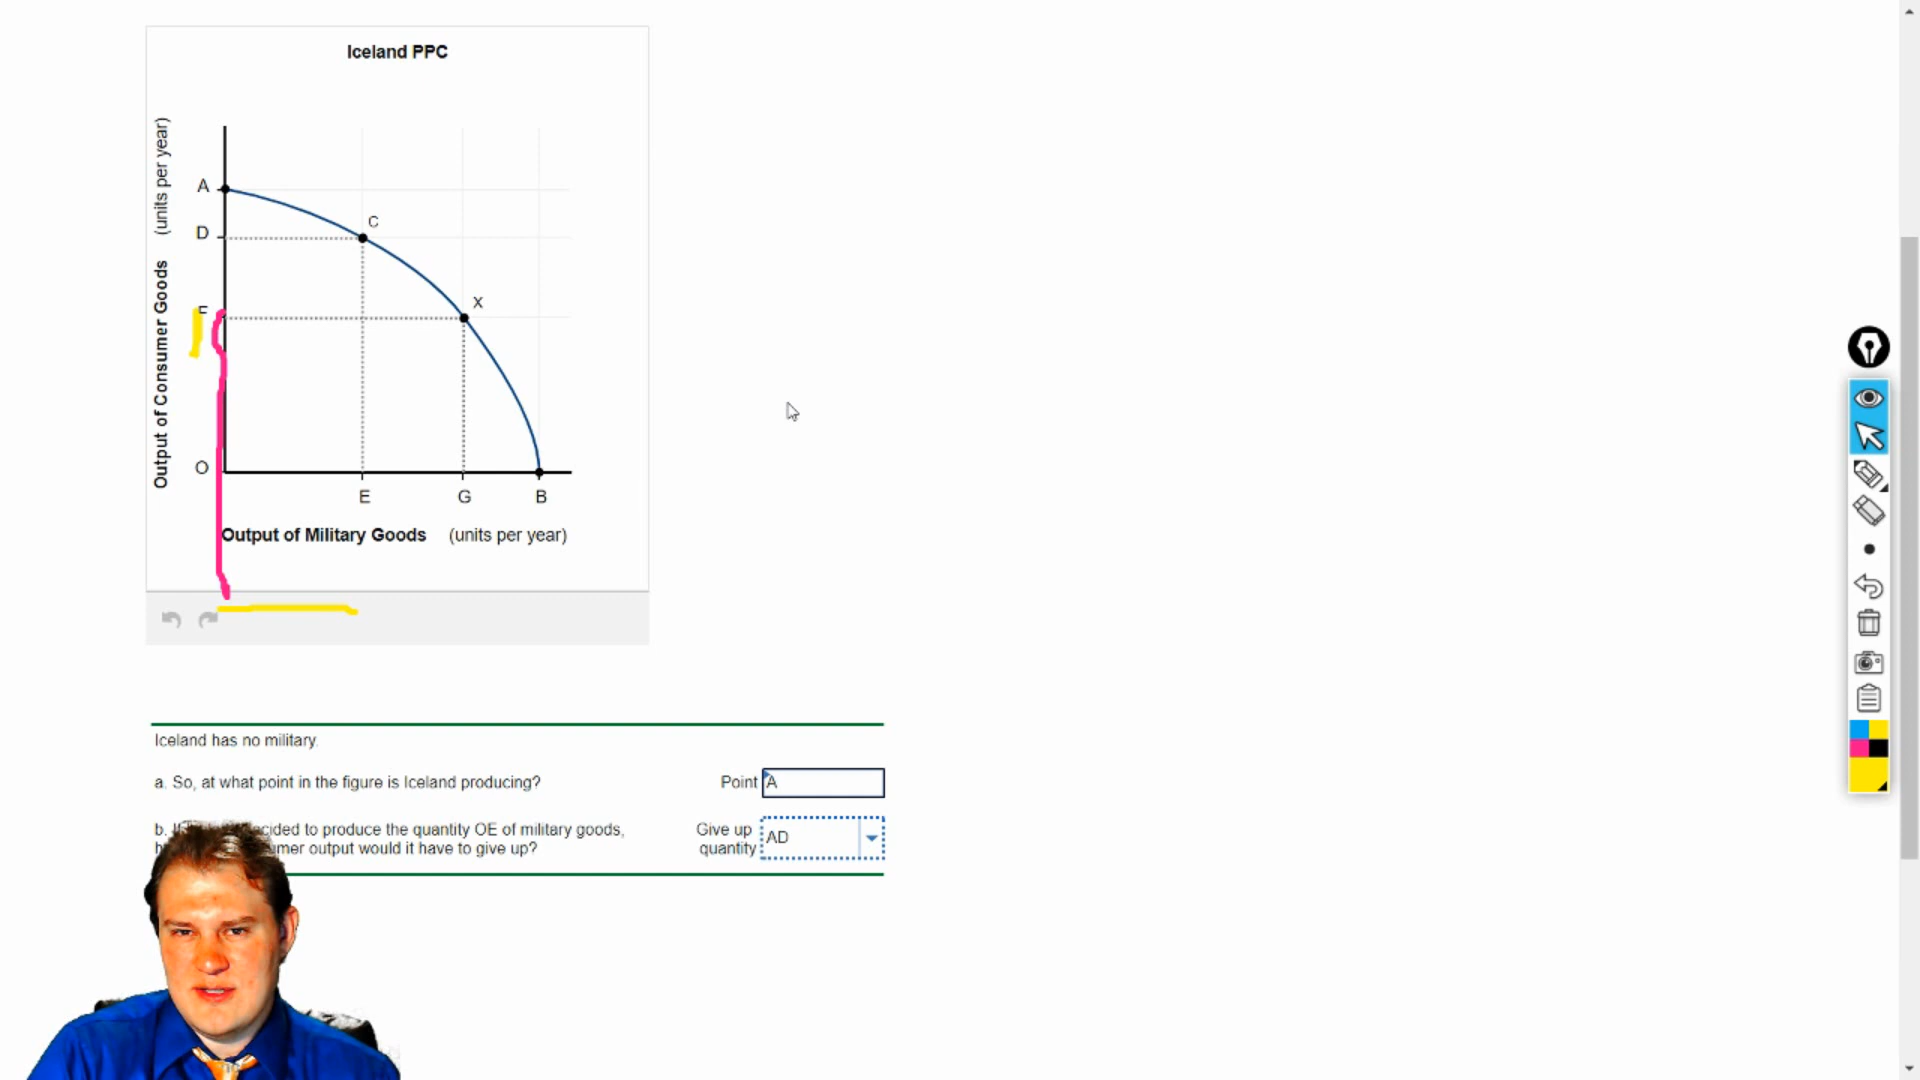 Iceland PPC
Output of Consumer Goods (units per year)
A
D
F
O
C
X
E
G
B
Output of Military Goods (units per year)
Iceland has no military.
a. So, at what point in the figure is Iceland producing?
Point A
b. cided to produce the quantity OE of military goods,
umer output would it have to give up?
Give up
quantity
AD